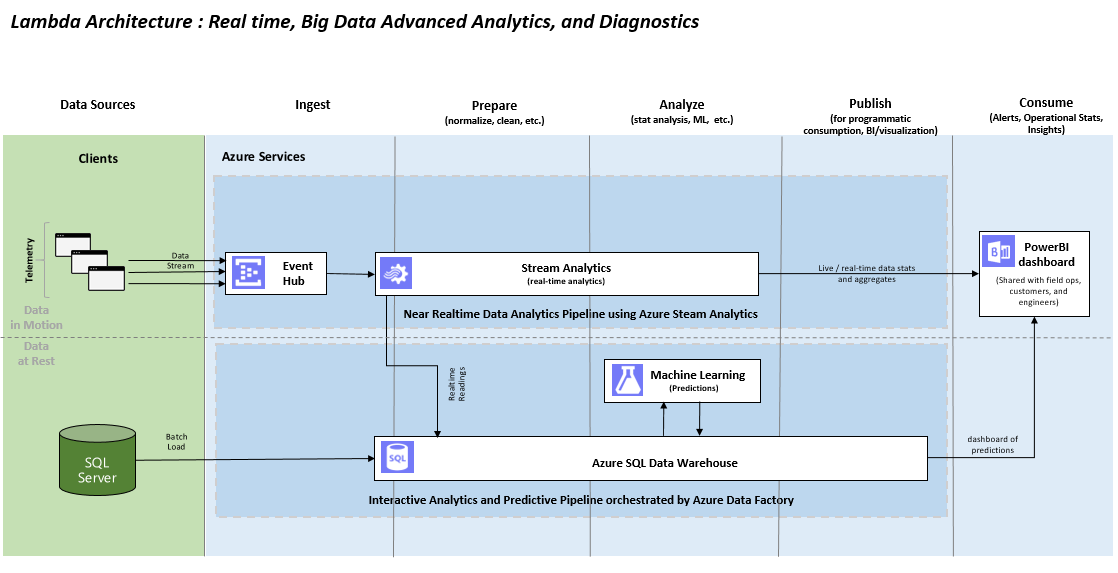 Lambda Architecture : Real time, Big Data Advanced Analytics, and Diagnostics
Data Sources
Ingest
Prepare
(normalize, clean, etc.)
Analyze
(stat analysis, ML, etc.)
Publish
(for programmatic
consumption, BI/visualization)
Consume
(Alerts, Operational Stats,
Insights)
Clients
Azure Services
Telemetry
Data
Stream
Event
Hub
Stream Analytics
(real-time analytics)
Live / real-time data stats
and aggregates
PowerBI
dashboard
(Shared with field ops,
customers, and
engineers)
Near Realtime Data Analytics Pipeline using Azure Steam Analytics
Data
in Motion
Data
at Rest
Realtime
Readings
Machine Learning
(Predictions)
SQL
Server
Batch
Load
SQL
Azure SQL Data Warehouse
dashboard of
predictions
Interactive Analytics and Predictive Pipeline orchestrated by Azure Data Factory